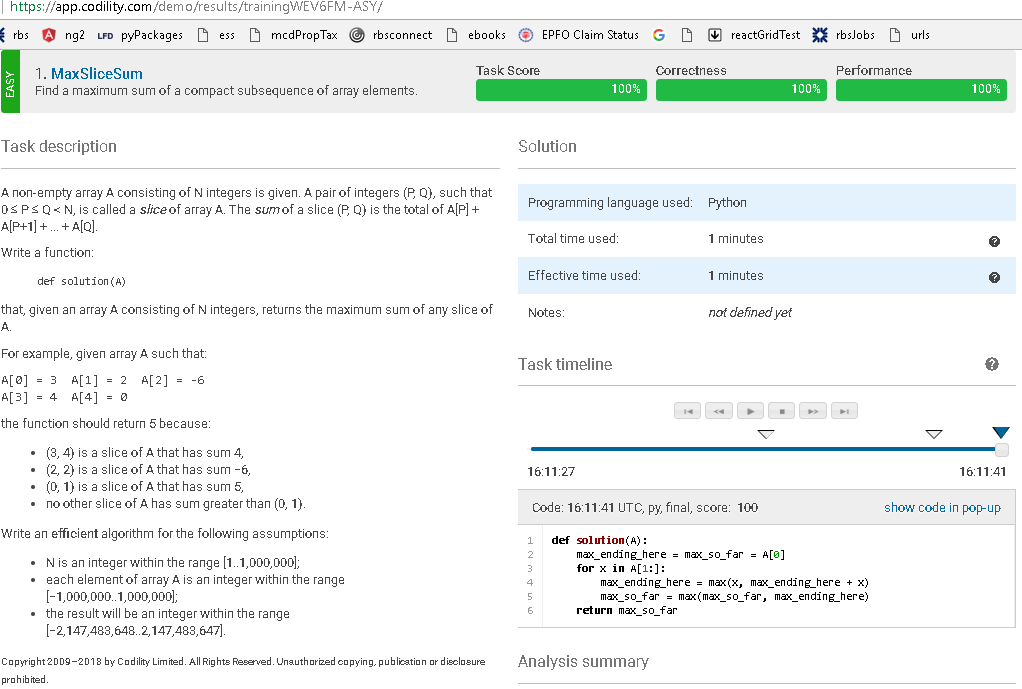 https://app.codility.com/demo/results/trainingWEV6FM-ASY/
rbs ng2 LFD pyPackages ess mcdPropTax rbsconnect ebooks EPFO Claim Status reactGridTest rbsJobs urls
EASY
1. MaxSliceSum
Find a maximum sum of a compact subsequence of array elements.
Task Score Correctness Performance
100% 100% 100%
Task description
A non-empty array A consisting of N integers is given. A pair of integers (P, Q), such that
0 ≤ P ≤ Q < N, is called a slice of array A. The sum of a slice (P, Q) is the total of A[P] +
A[P+1] + ... + A[Q].
Write a function:
def solution(A)
that, given an array A consisting of N integers, returns the maximum sum of any slice of
A.
For example, given array A such that:
A[0] = 3 A[1] = 2 A[2] = -6
A[3] = 4 A[4] = 0
the function should return 5 because:
• (3, 4) is a slice of A that has sum 4,
• (2, 2) is a slice of A that has sum −6,
• (0, 1) is a slice of A that has sum 5,
• no other slice of A has sum greater than (0, 1).
Write an efficient algorithm for the following assumptions:
• N is an integer within the range [1..1,000,000];
• each element of array A is an integer within the range
[−1,000,000..1,000,000];
• the result will be an integer within the range
[−2,147,483,648..2,147,483,647].
Copyright 2009–2018 by Codility Limited. All Rights Reserved. Unauthorized copying, publication or disclosure
prohibited.
Solution
Programming language used: Python
Total time used: 1 minutes
Effective time used: 1 minutes
Notes: not defined yet
Task timeline
16:11:27 16:11:41
Code: 16:11:41 UTC, py, final, score: 100 show code in pop-up
1 def solution(A):
2 max_ending_here = max_so_far = A[0]
3 for x in A[1:]:
4 max_ending_here = max(x, max_ending_here + x)
5 max_so_far = max(max_so_far, max_ending_here)
6 return max_so_far
Analysis summary